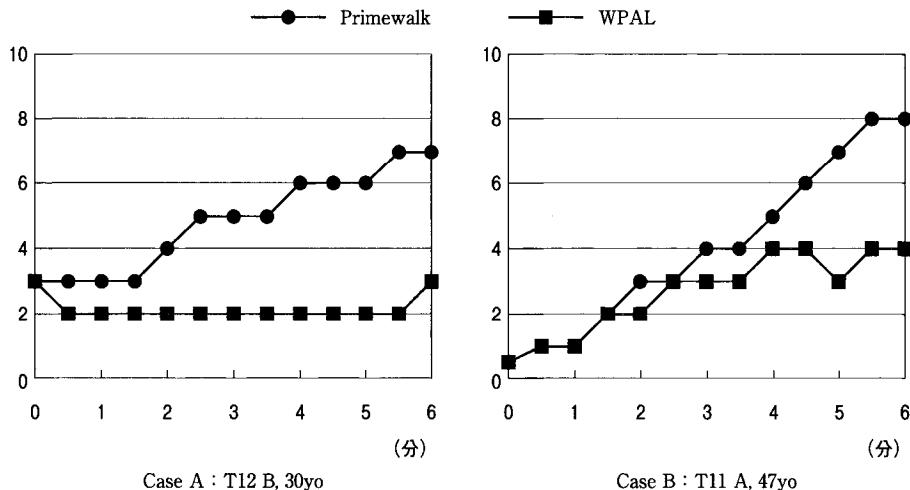 Primewalk WPAL
10 10
8 8
6 6
4 4
2 2
0 0
0 1 2 3 4 5 6 0 1 2 3 4 5 6
(分) (分)
Case A : T12 B, 30yo Case B : T11 A, 47yo